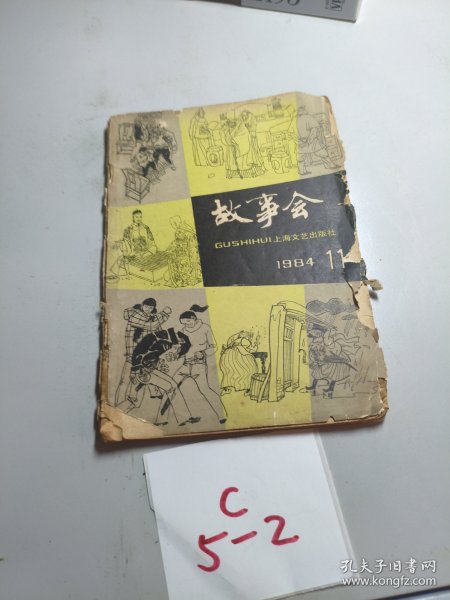 故事会
GUSHIHUI上海文艺出版社
1984 11
C
5-2
孔夫子旧书网
www.kongfz.com